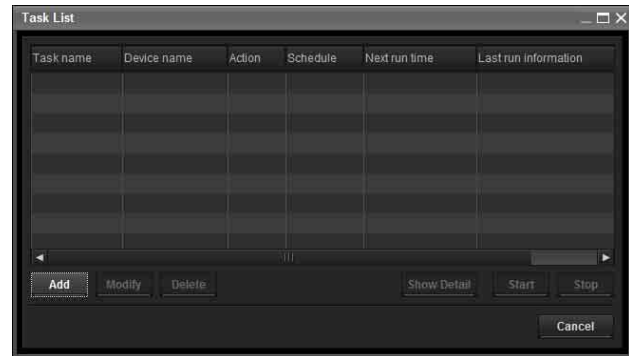 Task List
Task name Device name Action Schedule Next run time Last run information
Add Modify Delete Show Detail Start Stop
Cancel